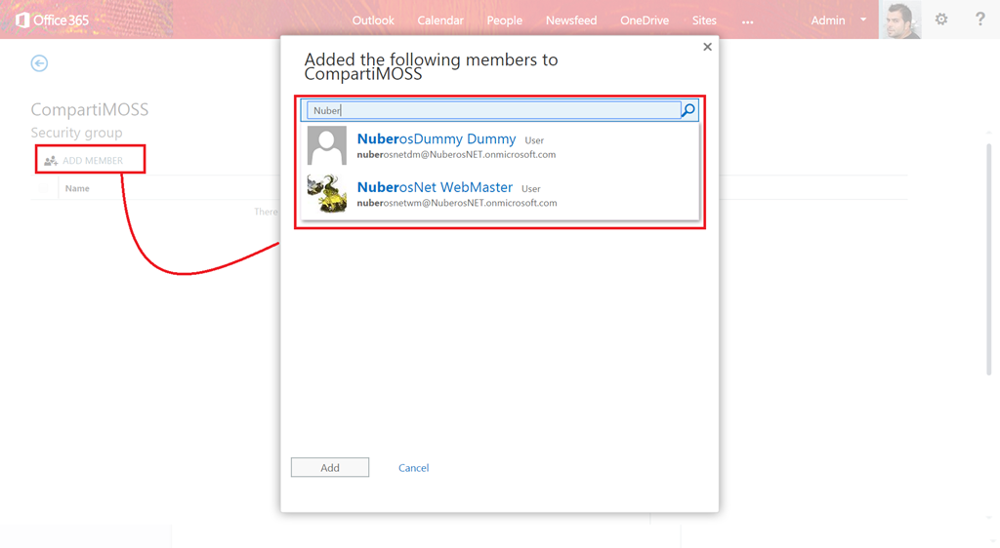 Office 365
Outlook Calendar People Newsfeed OneDrive Sites ... Admin ?
CompartiMOSS
Security group
ADD MEMBER
Name
There
Added the following members to
CompartiMOSS
Nuber
NuberosDummy Dummy User
nuberosnetdm@NuberosNET.onmicrosoft.com
NuberosNet WebMaster User
nuberosnetwm@NuberosNET.onmicrosoft.com
Add Cancel